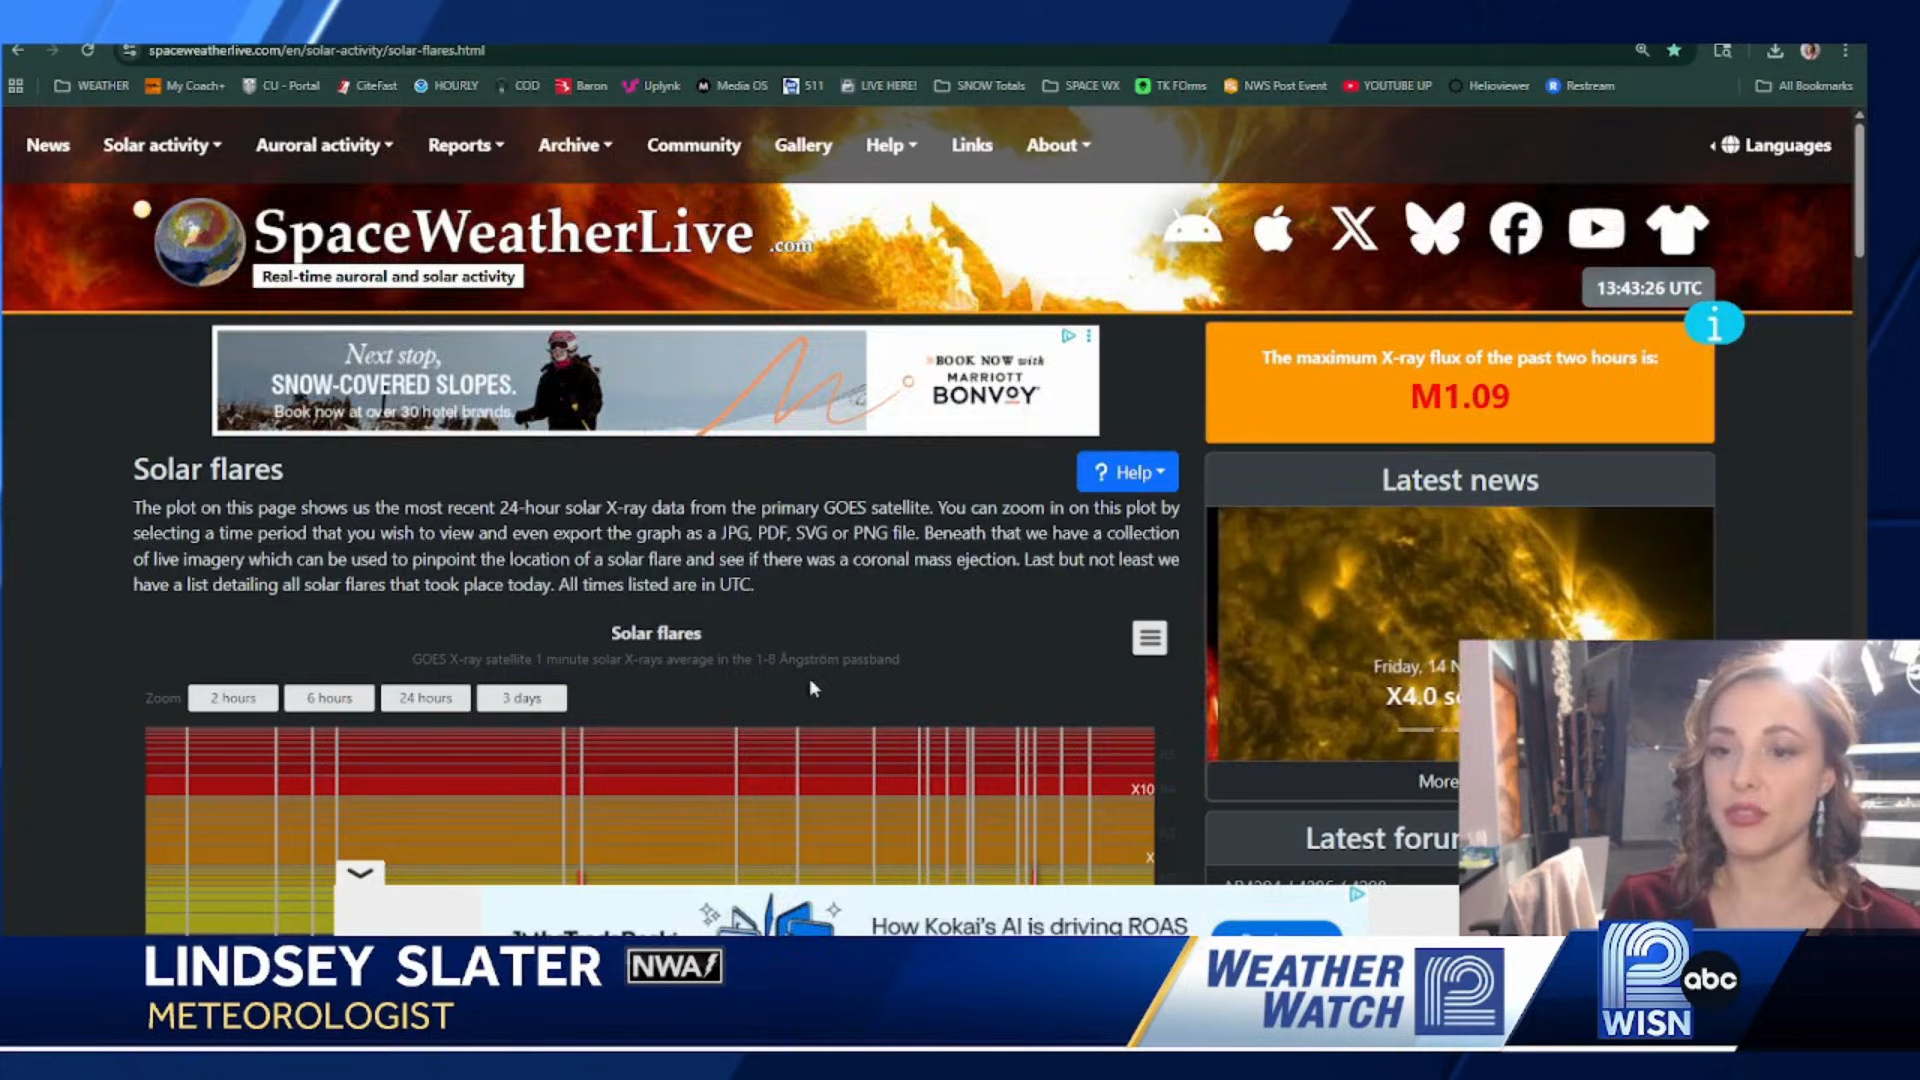 spaceweatherlive.com/en/solar-activity/solar-flares.html
WEATHER My Coach+ CU - Portal CiteFast HOURLY COD Baron Uplynk Media OS 511 LIVE HERE! SNOW Totals SPACE WX TK FOrms NWS Post Event YOUTUBE UP Helioviewer Restream All Bookmarks
News Solar activity Auroral activity Reports Archive Community Gallery Help Links About Languages
SpaceWeatherLive.com
Real-time auroral and solar activity
13:43:26 UTC
i
Next stop,
SNOW-COVERED SLOPES.
Book now at over 30 hotel brands.
BOOK NOW with
MARRIOTT
BONVOY
The maximum X-ray flux of the past two hours is:
M1.09
Solar flares
? Help
The plot on this page shows us the most recent 24-hour solar X-ray data from the primary GOES satellite. You can zoom in on this plot by
selecting a time period that you wish to view and even export the graph as a JPG, PDF, SVG or PNG file. Beneath that we have a collection
of live imagery which can be used to pinpoint the location of a solar flare and see if there was a coronal mass ejection. Last but not least we
have a list detailing all solar flares that took place today. All times listed are in UTC.
Latest news
Friday, 14 N
X4.0 s
More
Latest foru
Solar flares
GOES X-ray satellite 1 minute solar X-rays average in the 1-8 Ångström passband
Zoom 2 hours 6 hours 24 hours 3 days
X10
X
How Kokai's AI is driving ROAS
LINDSEY SLATER NWA
METEOROLOGIST
WEATHER
WATCH 12
12 abc
WISN